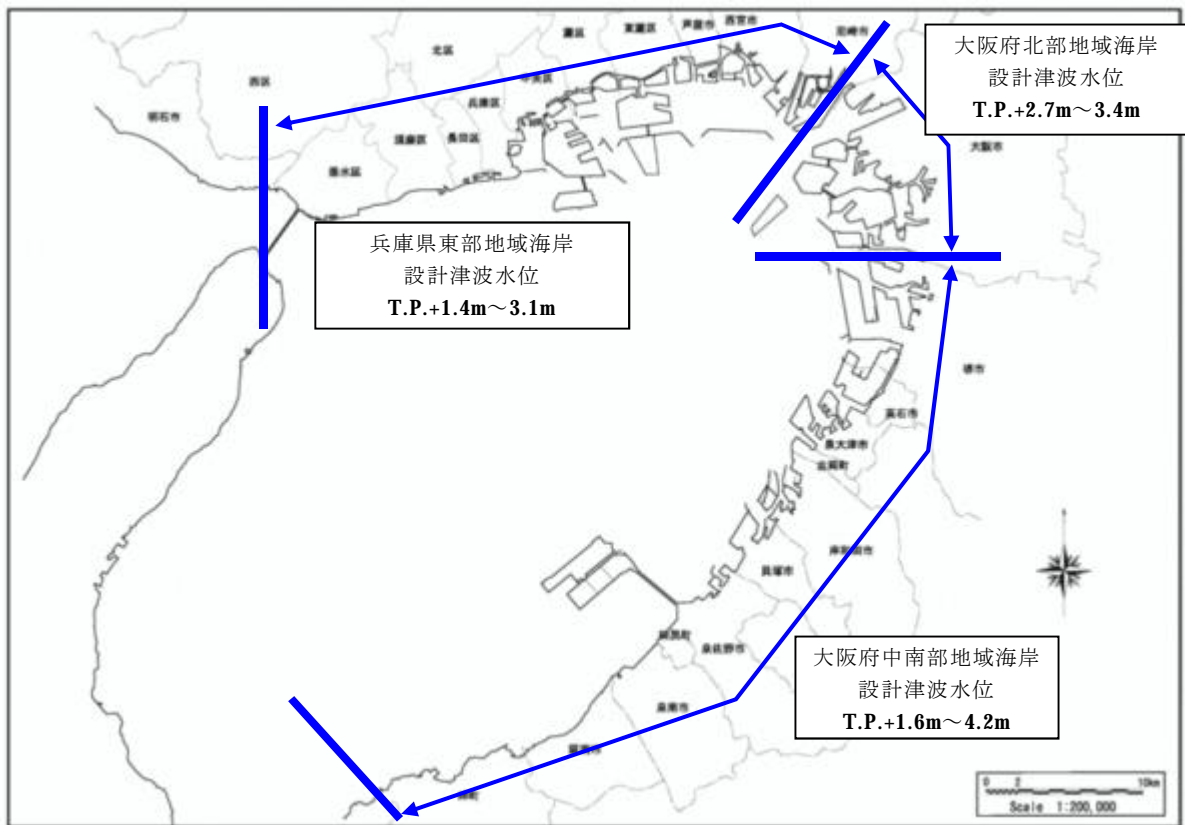 灘区
東灘区
芦屋市
西宮市
尼崎市
北区
西区
中央区
兵庫区
明石市
須磨区
長田区
垂水区
大阪府北部地域海岸
設計津波水位
T.P.+2.7m～3.4m
大阪市
兵庫県東部地域海岸
設計津波水位
T.P.+1.4m～3.1m
堺市
高石市
泉大津市
忠岡町
岸和田市
貝塚市
田尻町
泉佐野市
泉南市
阪南市
岬町
大阪府中南部地域海岸
設計津波水位
T.P.+1.6m～4.2m
0 2 10km
Scale 1:200,000